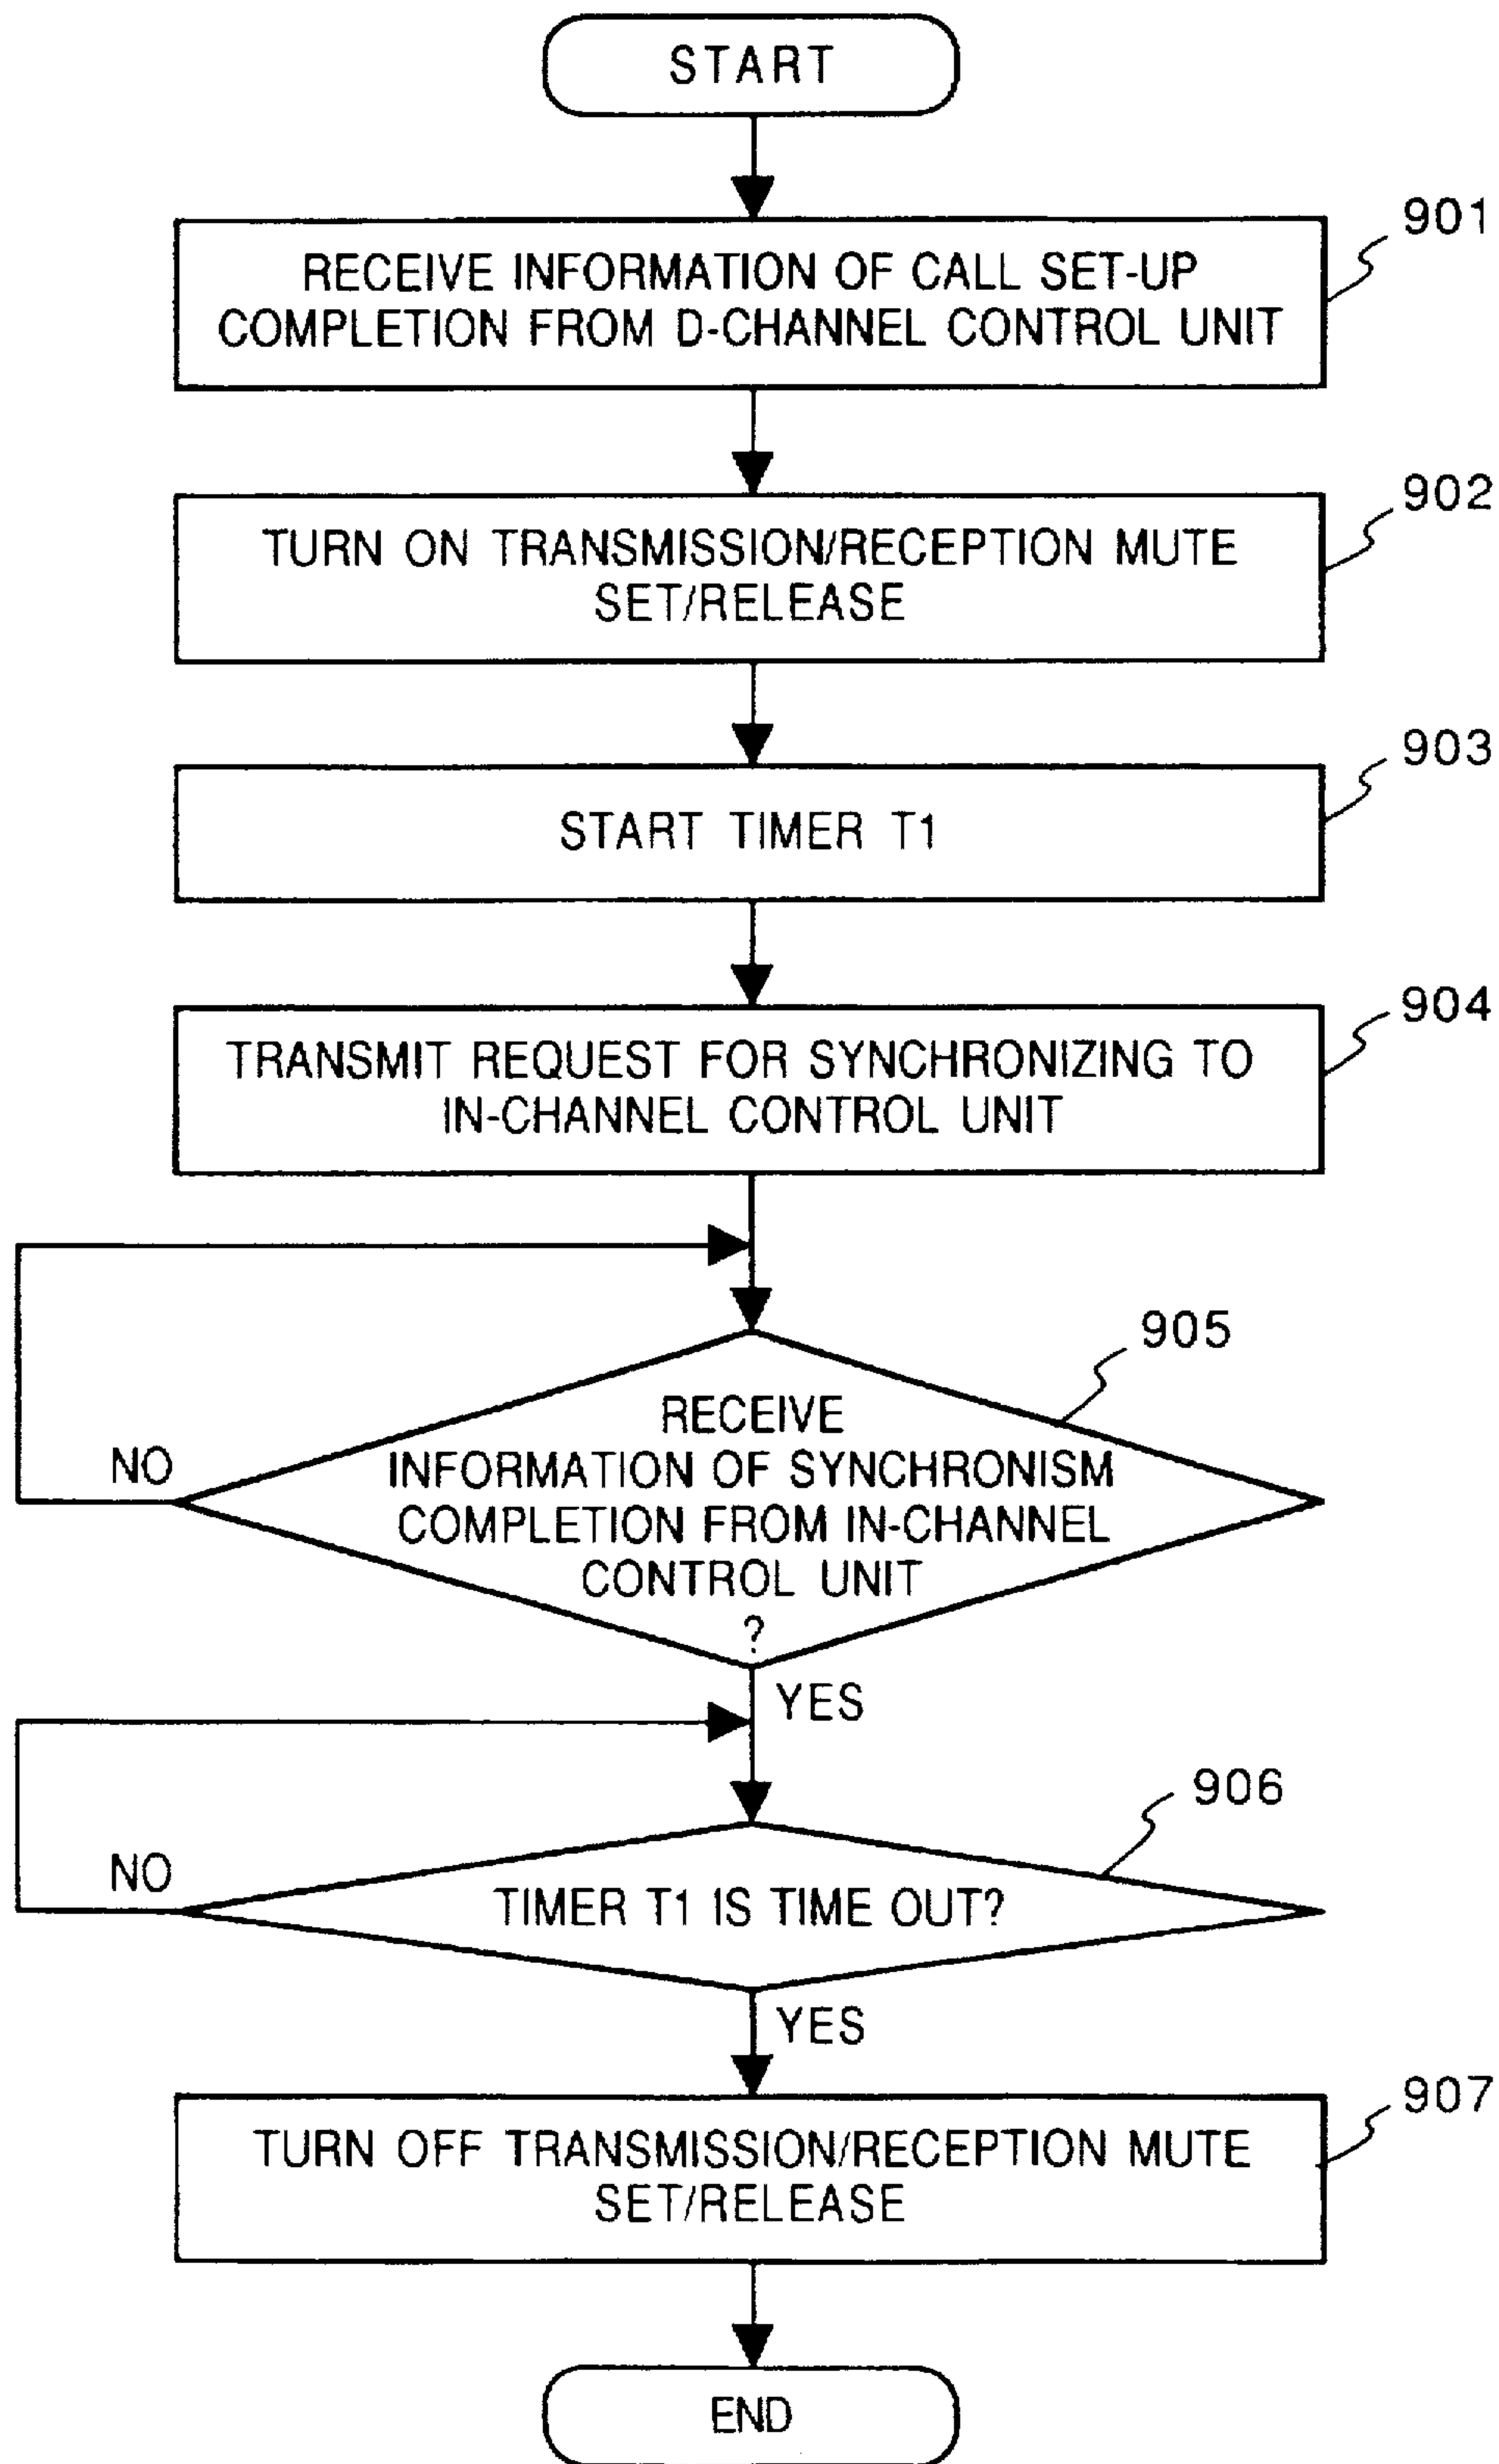 START
901
RECEIVE INFORMATION OF CALL SET-UP
COMPLETION FROM D-CHANNEL CONTROL UNIT
902
TURN ON TRANSMISSION/RECEPTION MUTE
SET/RELEASE
903
START TIMER T1
904
TRANSMIT REQUEST FOR SYNCHRONIZING TO
IN-CHANNEL CONTROL UNIT
905
RECEIVE
INFORMATION OF SYNCHRONISM
COMPLETION FROM IN-CHANNEL
CONTROL UNIT
?
NO
YES
906
TIMER T1 IS TIME OUT?
NO
YES
907
TURN OFF TRANSMISSION/RECEPTION MUTE
SET/RELEASE
END